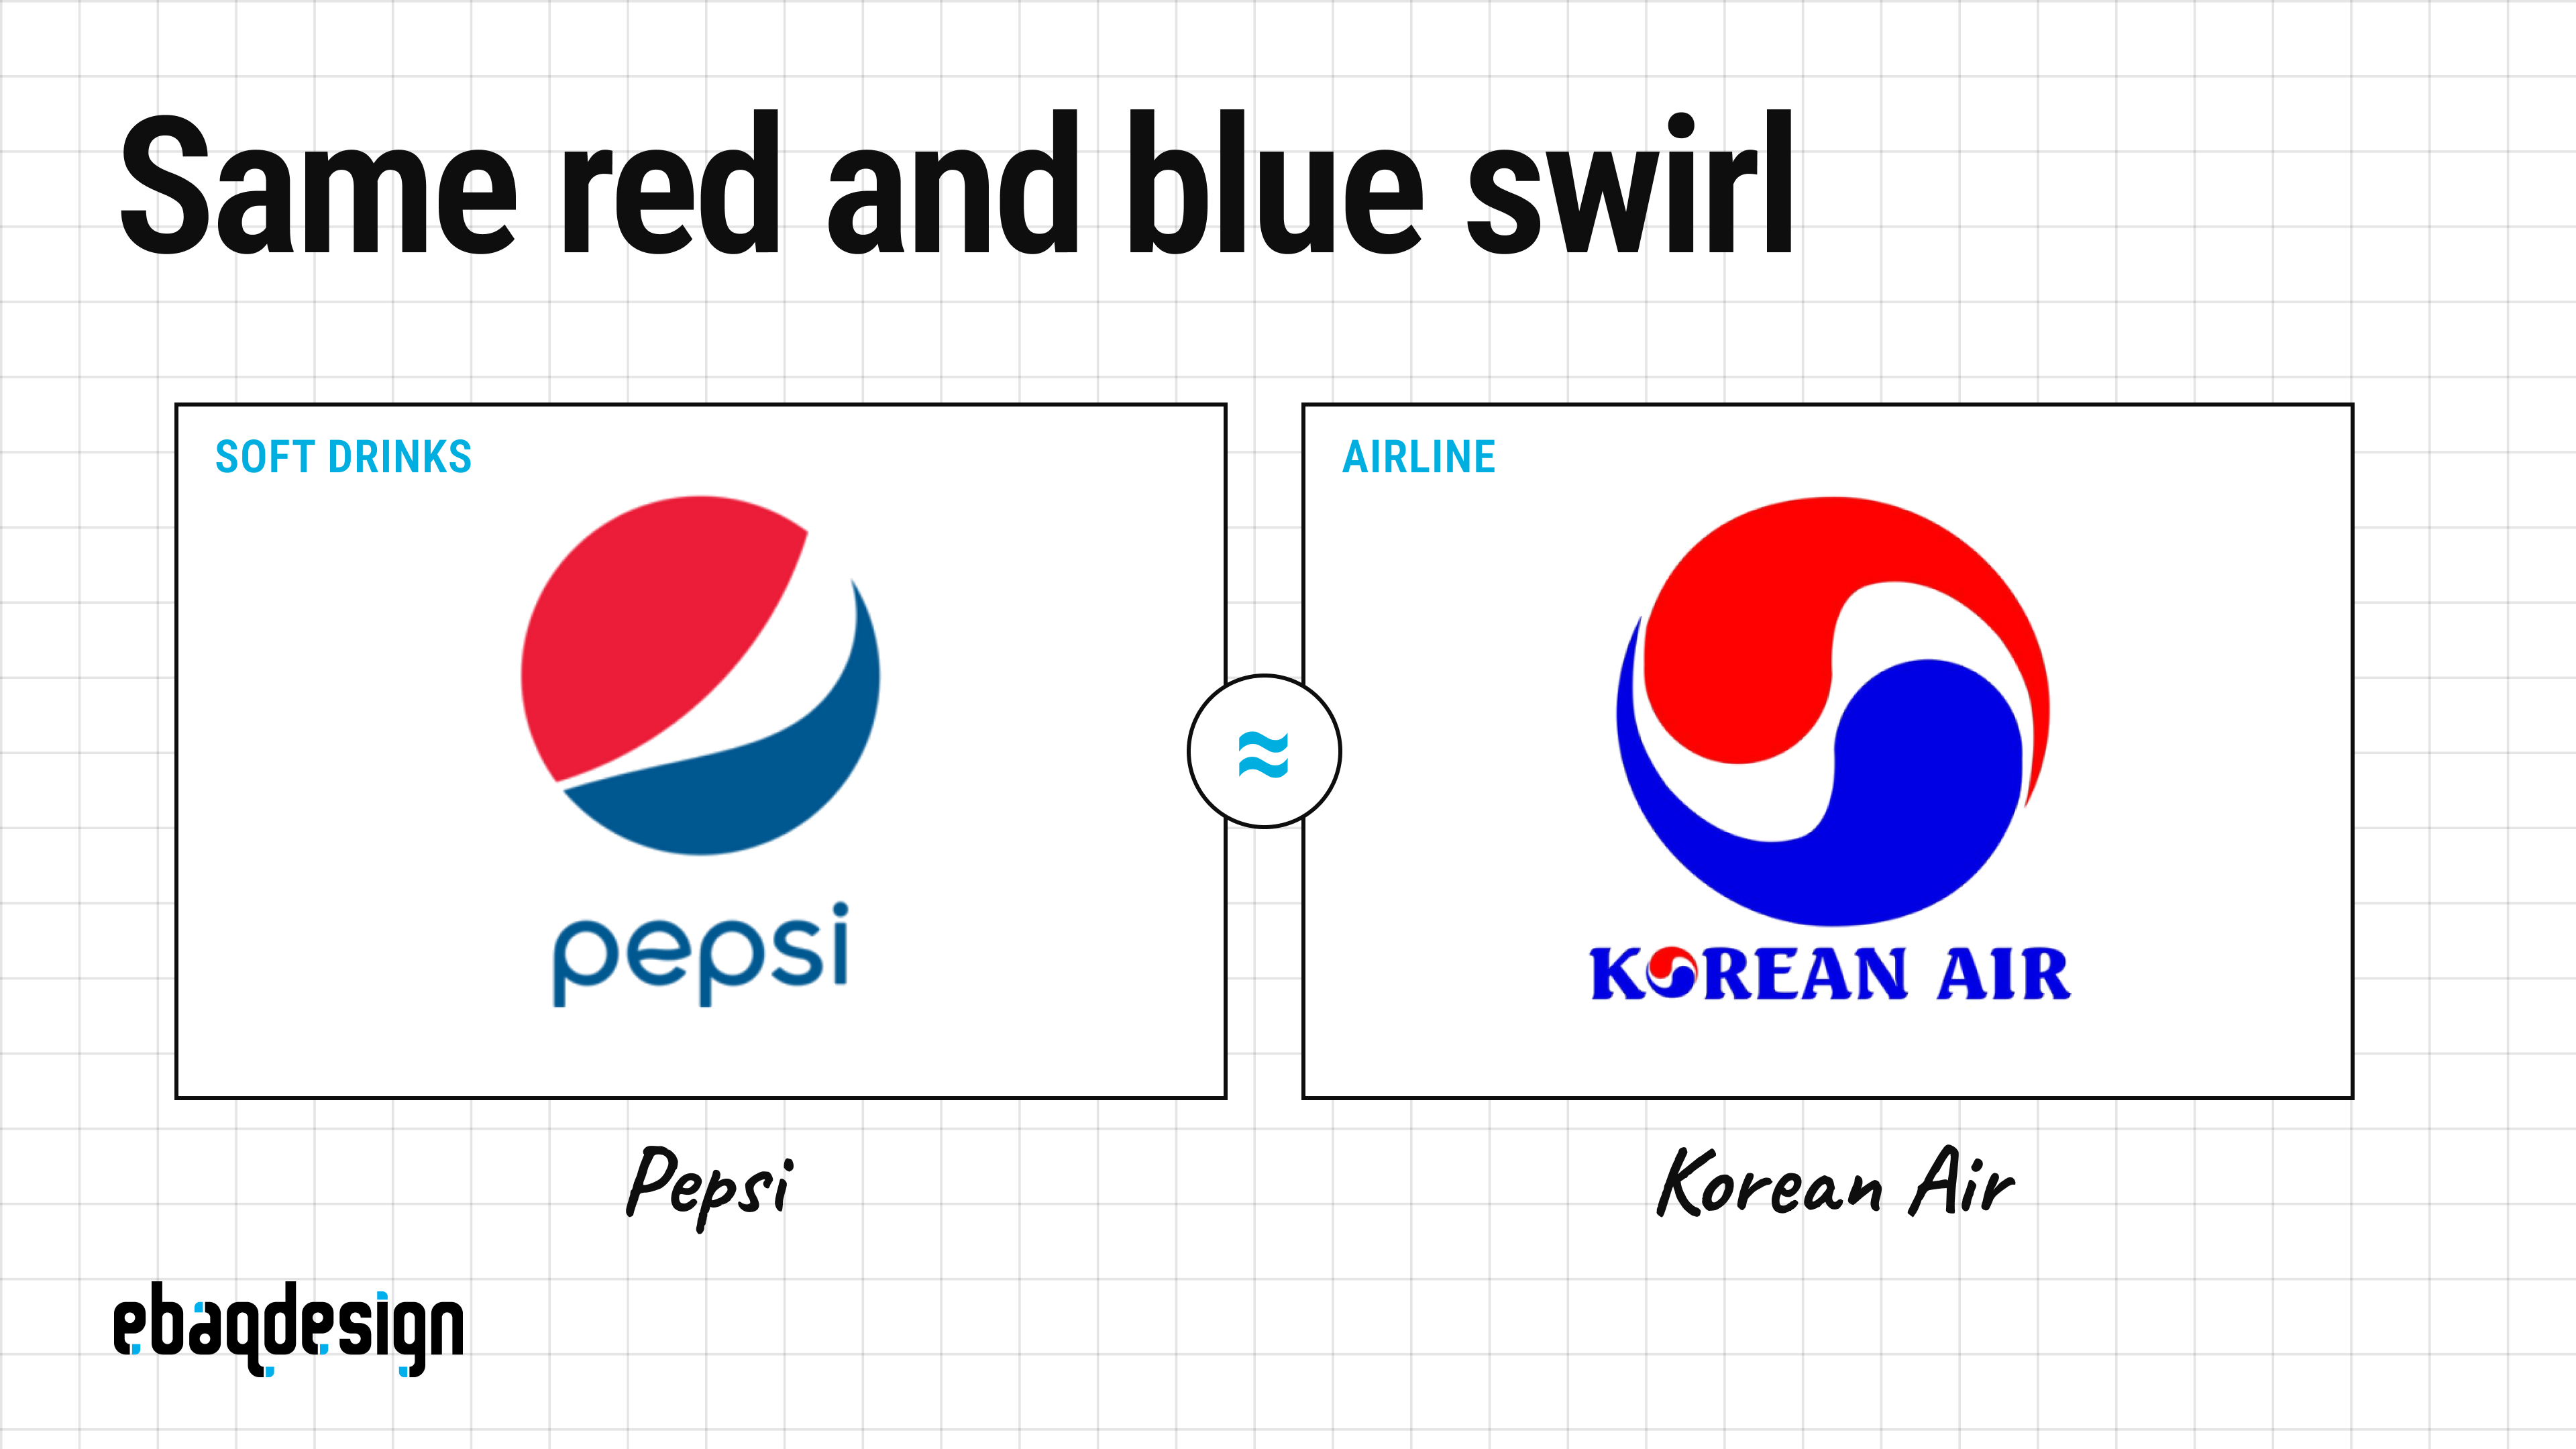 Same red and blue swirl
SOFT DRINKS
AIRLINE
≈
pepsi
KOREAN AIR
Pepsi
Korean Air
ebaqdesign